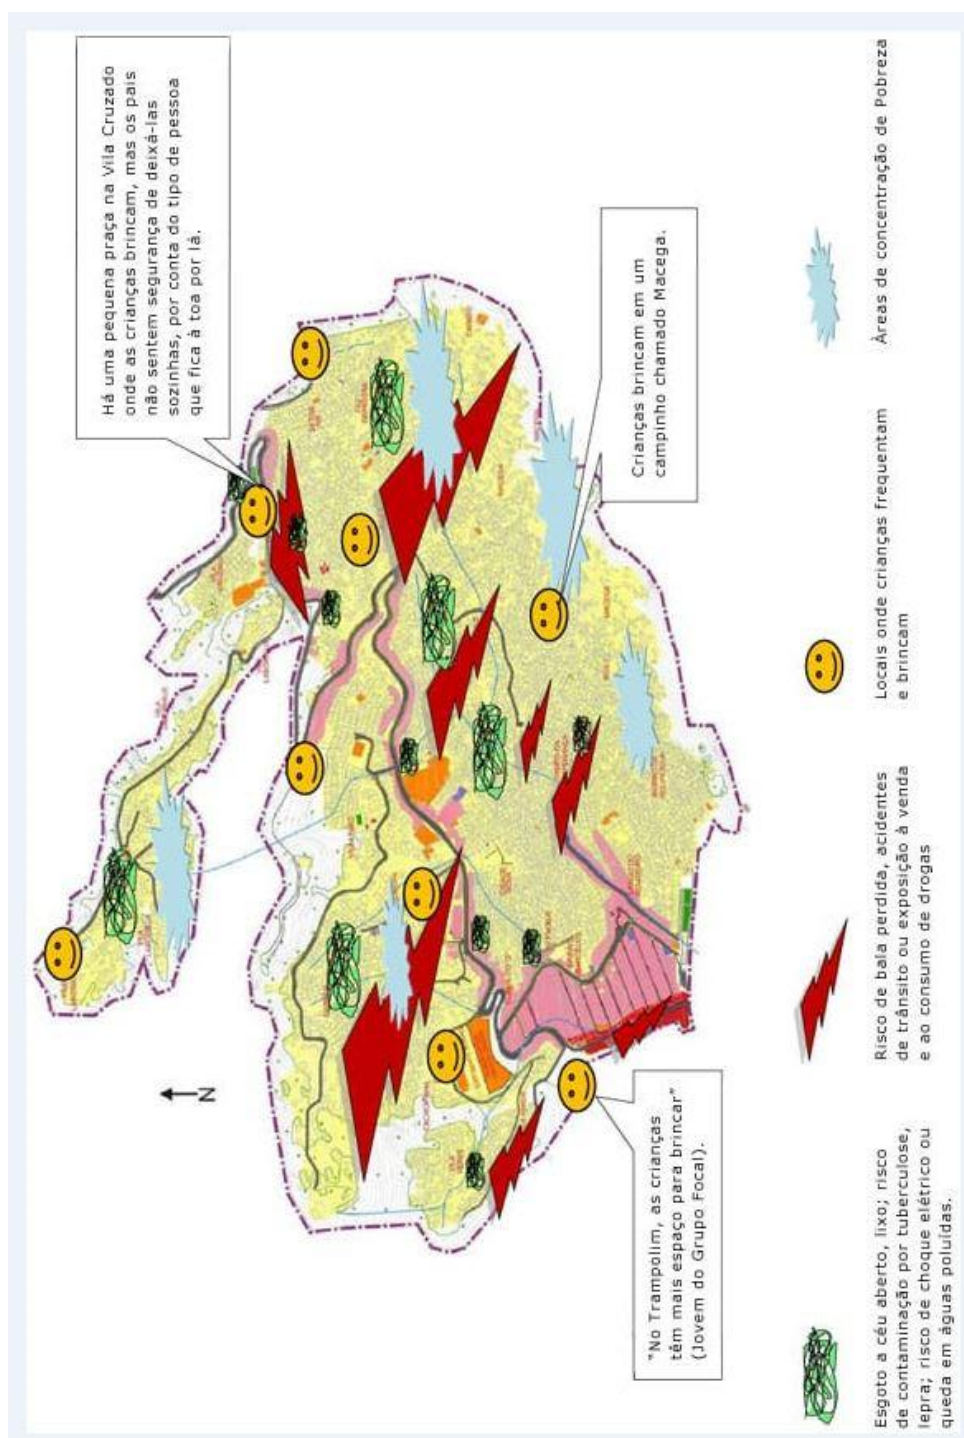 Há uma pequena praça na Vila Cruzado
onde as crianças brincam, mas os pais
não sentem segurança de deixá-las
sozinhas, por conta do tipo de pessoa
que fica à toa por lá.
Crianças brincam em um
campinho chamado Macega.
N
"No Trampolim, as crianças
têm mais espaço para brincar"
(Jovem do Grupo Focal).
Esgoto a céu aberto, lixo; risco
de contaminação por tuberculose,
lepra; risco de choque elétrico ou
queda em águas poluídas.
Risco de bala perdida, acidentes
de trânsito ou exposição à venda
e ao consumo de drogas
Locais onde crianças frequentam
e brincam
Àreas de concentração de Pobreza